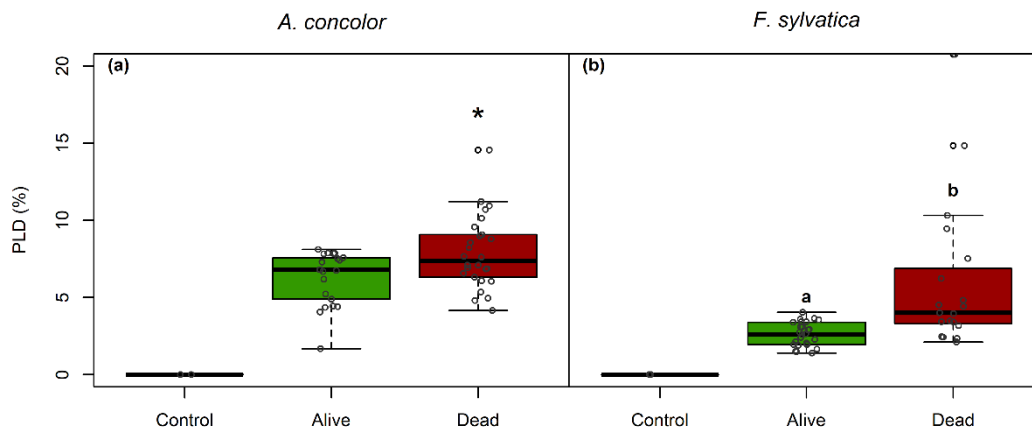 A. concolor
F. sylvatica
(a)
(b)
20
15
10
5
0
PLD (%)
*
a
b
Control
Alive
Dead
Control
Alive
Dead